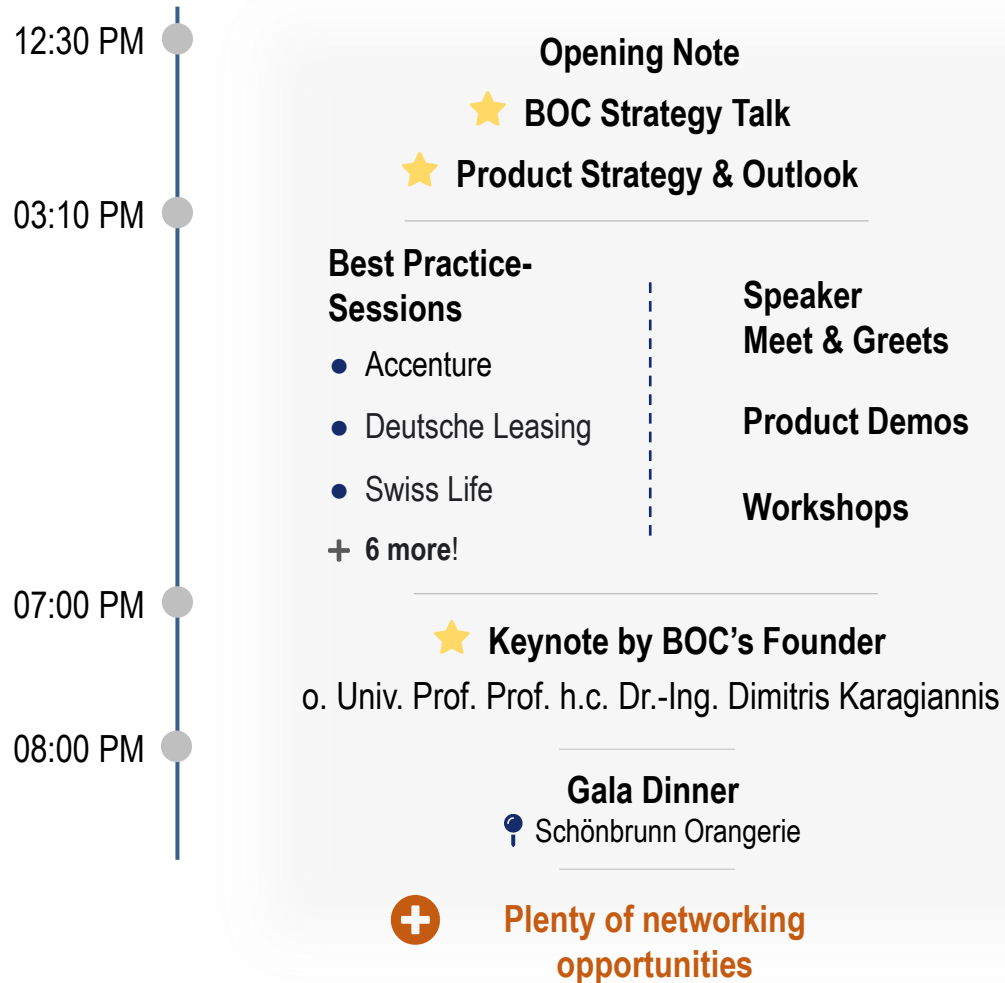 12:30 PM
Opening Note
BOC Strategy Talk
Product Strategy & Outlook
03:10 PM
Best Practice-
Sessions
Accenture
Deutsche Leasing
Swiss Life
+ 6 more!
Speaker
Meet & Greets
Product Demos
Workshops
07:00 PM
Keynote by BOC’s Founder
o. Univ. Prof. Prof. h.c. Dr.-Ing. Dimitris Karagiannis
08:00 PM
Gala Dinner
Schönbrunn Orangerie
Plenty of networking
opportunities